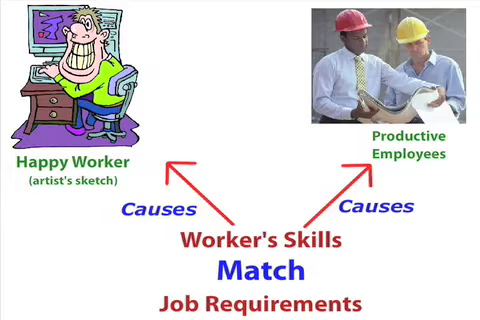 Happy Worker
(artist's sketch)
Productive
Employees
Causes
Causes
Worker's Skills
Match
Job Requirements